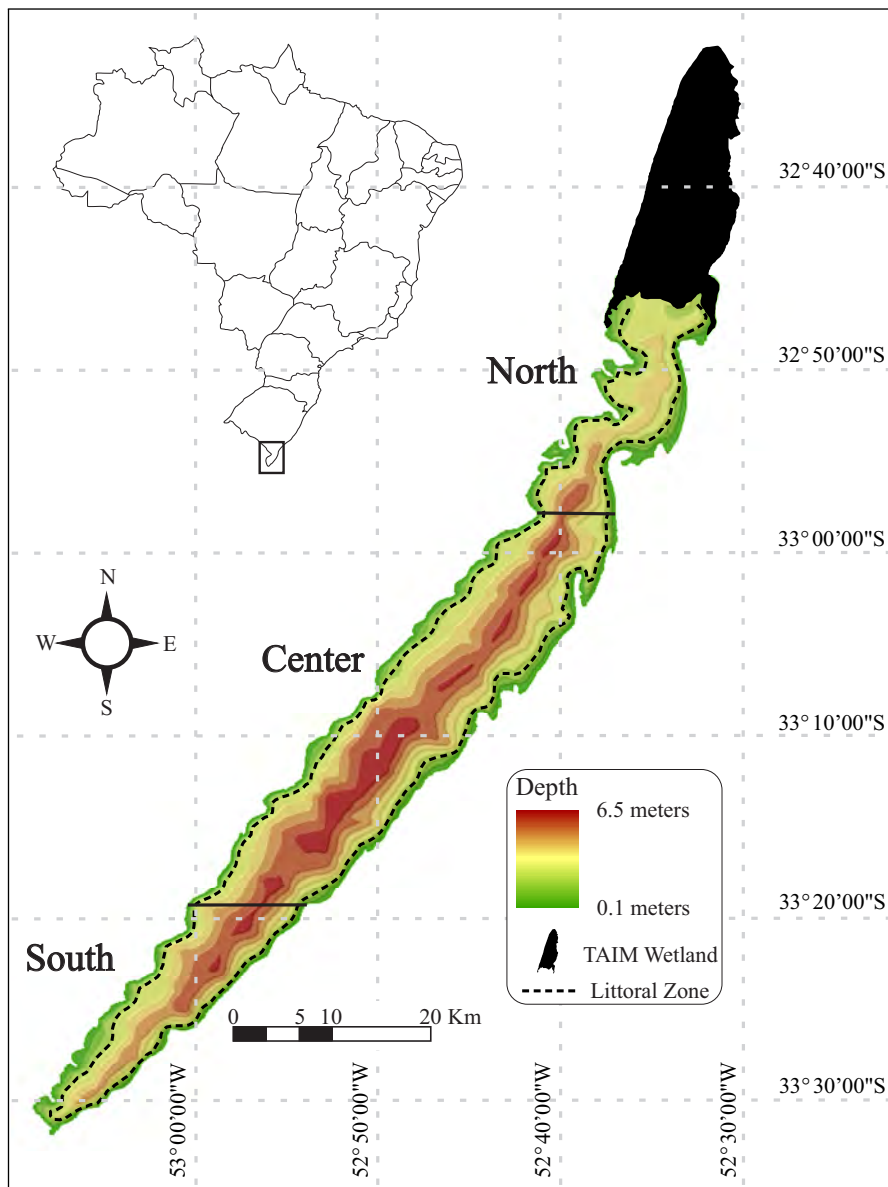 32°40’00"S
32°50’00"S
North
33°00’00"S
N
W
E
S
Center
33°10’00"S
Depth
6.5 meters
0.1 meters
TAIM Wetland
Littoral Zone
33°20’00"S
South
0 5 10 20 Km
33°30’00"S
53°00’00"W
52°50’00"W
52°40’00"W
52°30’00"W